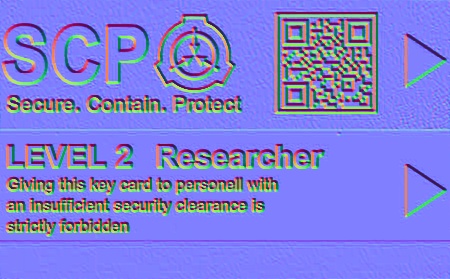 SCP
Secure. Contain. Protect
LEVEL 2 Researcher
Giving this key card to personell with
an insufficient security clearance is
strictly forbidden